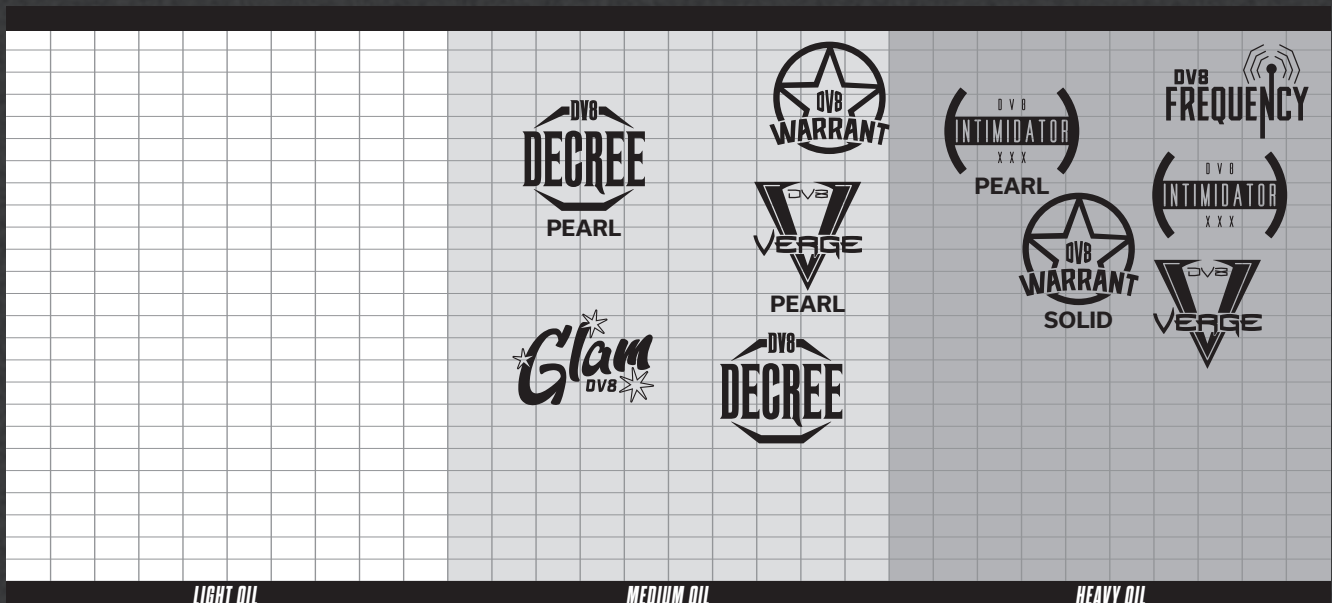 DV8
DECREE
PEARL
Glam
DV8
DV8
WARRANT
DV8
VERGE
PEARL
DV8
DECREE
DV8
INTIMIDATOR
XXX
PEARL
DV8
WARRANT
SOLID
DV8
FREQUENCY
DV8
INTIMIDATOR
XXX
DV8
VERGE
LIGHT OIL
MEDIUM OIL
HEAVY OIL